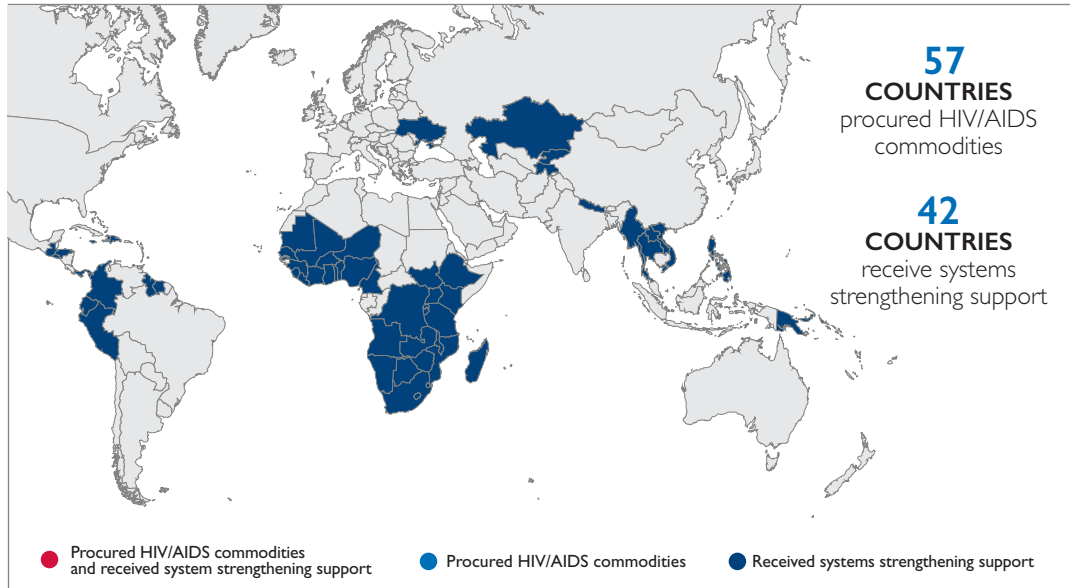 57
COUNTRIES
procured HIV/AIDS
commodities
42
COUNTRIES
receive systems
strengthening support
Procured HIV/AIDS commodities
and received system strengthening support
Procured HIV/AIDS commodities
Received systems strengthening support